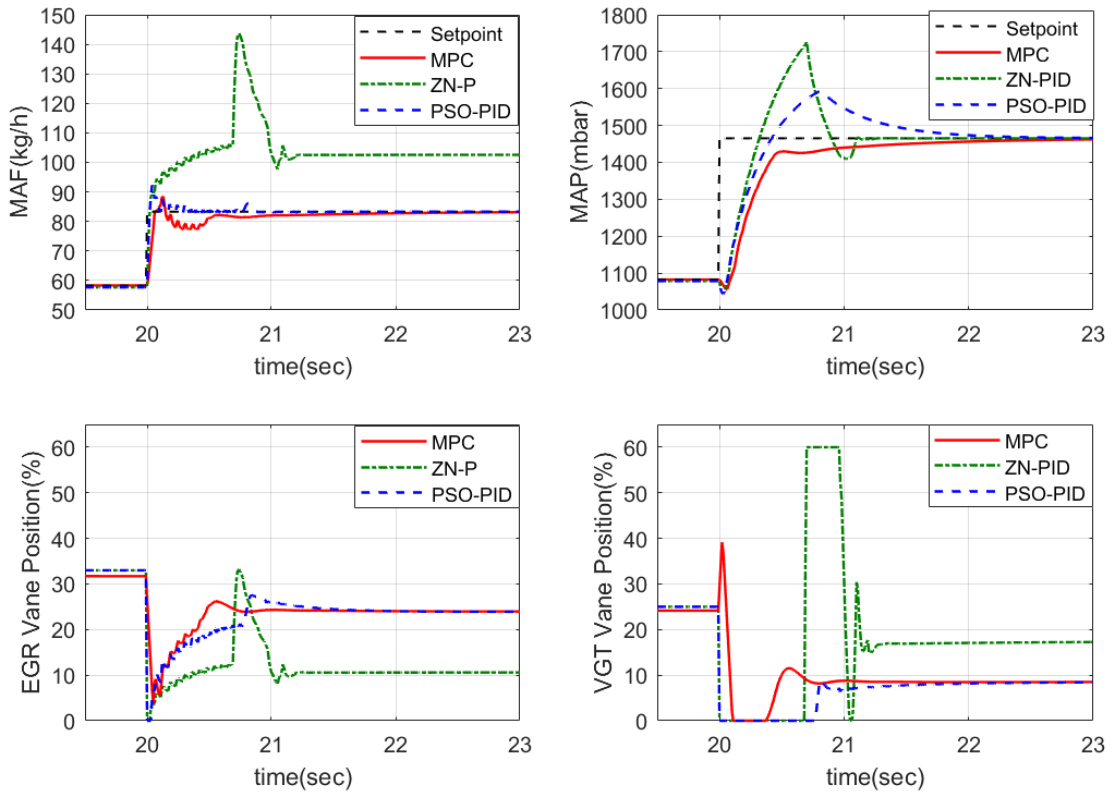 MAF(kg/h)
150
140
130
120
110
100
90
80
70
60
50
Setpoint
MPC
ZN-P
PSO-PID
20 21 22 23
time(sec)
MAP(mbar)
1800
1700
1600
1500
1400
1300
1200
1100
1000
Setpoint
MPC
ZN-PID
PSO-PID
20 21 22 23
time(sec)
EGR Vane Position(%)
60
50
40
30
20
10
0
MPC
ZN-P
PSO-PID
20 21 22 23
time(sec)
VGT Vane Position(%)
60
50
40
30
20
10
0
MPC
ZN-PID
PSO-PID
20 21 22 23
time(sec)